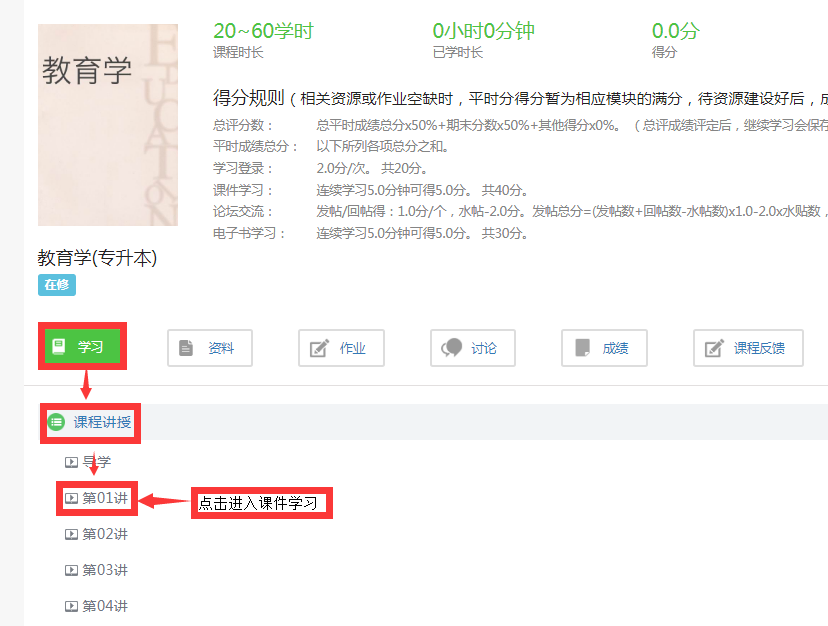 20~60学时
0小时0分钟
0.0分
课程时长
已学时长
得分
教育学
得分规则（相关资源或作业空缺时，平时分得分暂为相应模块的满分，待资源建设好后，
总评分数： 总平时成绩总分x50%+期末分数x50%+其他得分x0%。（总评成绩评定后，继续学习会保存
平时成绩总分： 以下所列各项总分之和。
学习登录： 2.0分/次。 共20分。
课件学习： 连续学习5.0分钟可得5.0分。 共40分。
论坛交流： 发帖/回帖得：1.0分/个，水帖-2.0分。发帖总分=(发帖数+回帖数-水帖数)x1.0-2.0x水贴数，
电子书学习： 连续学习5.0分钟可得5.0分。 共30分。
教育学(专升本)
在修
学习
资料
作业
讨论
成绩
课程反馈
课程讲授
导学
第01讲
点击进入课件学习
第02讲
第03讲
第04讲